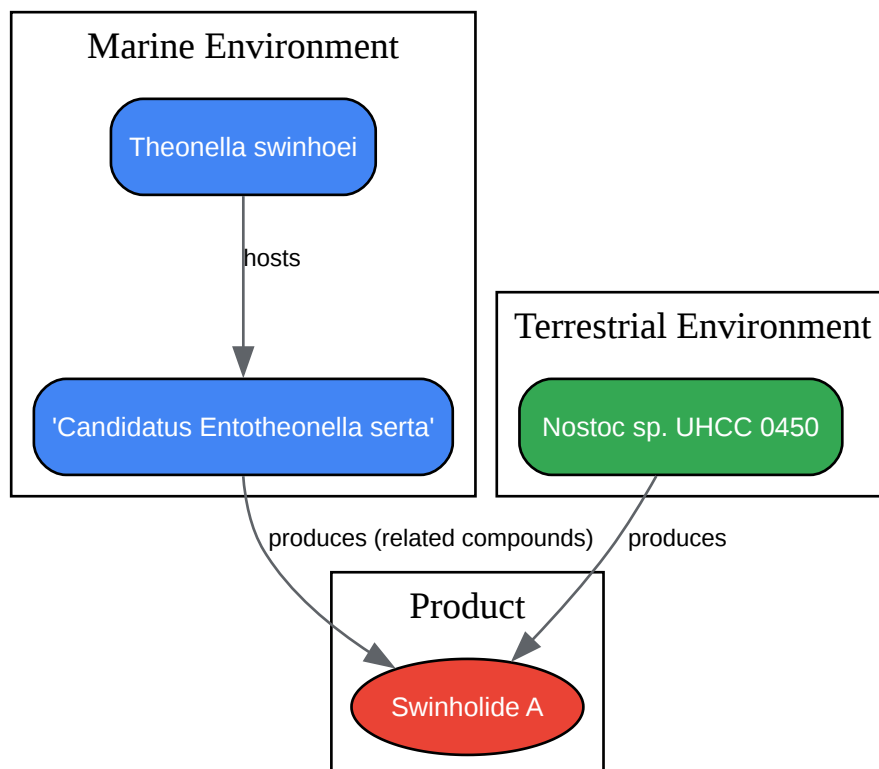 Marine Environment
Theonella swinhoei
hosts
Terrestrial Environment
'Candidatus Entotheonella serta'
Nostoc sp. UHCC 0450
produces (related compounds)
produces
Product
Swinholide A